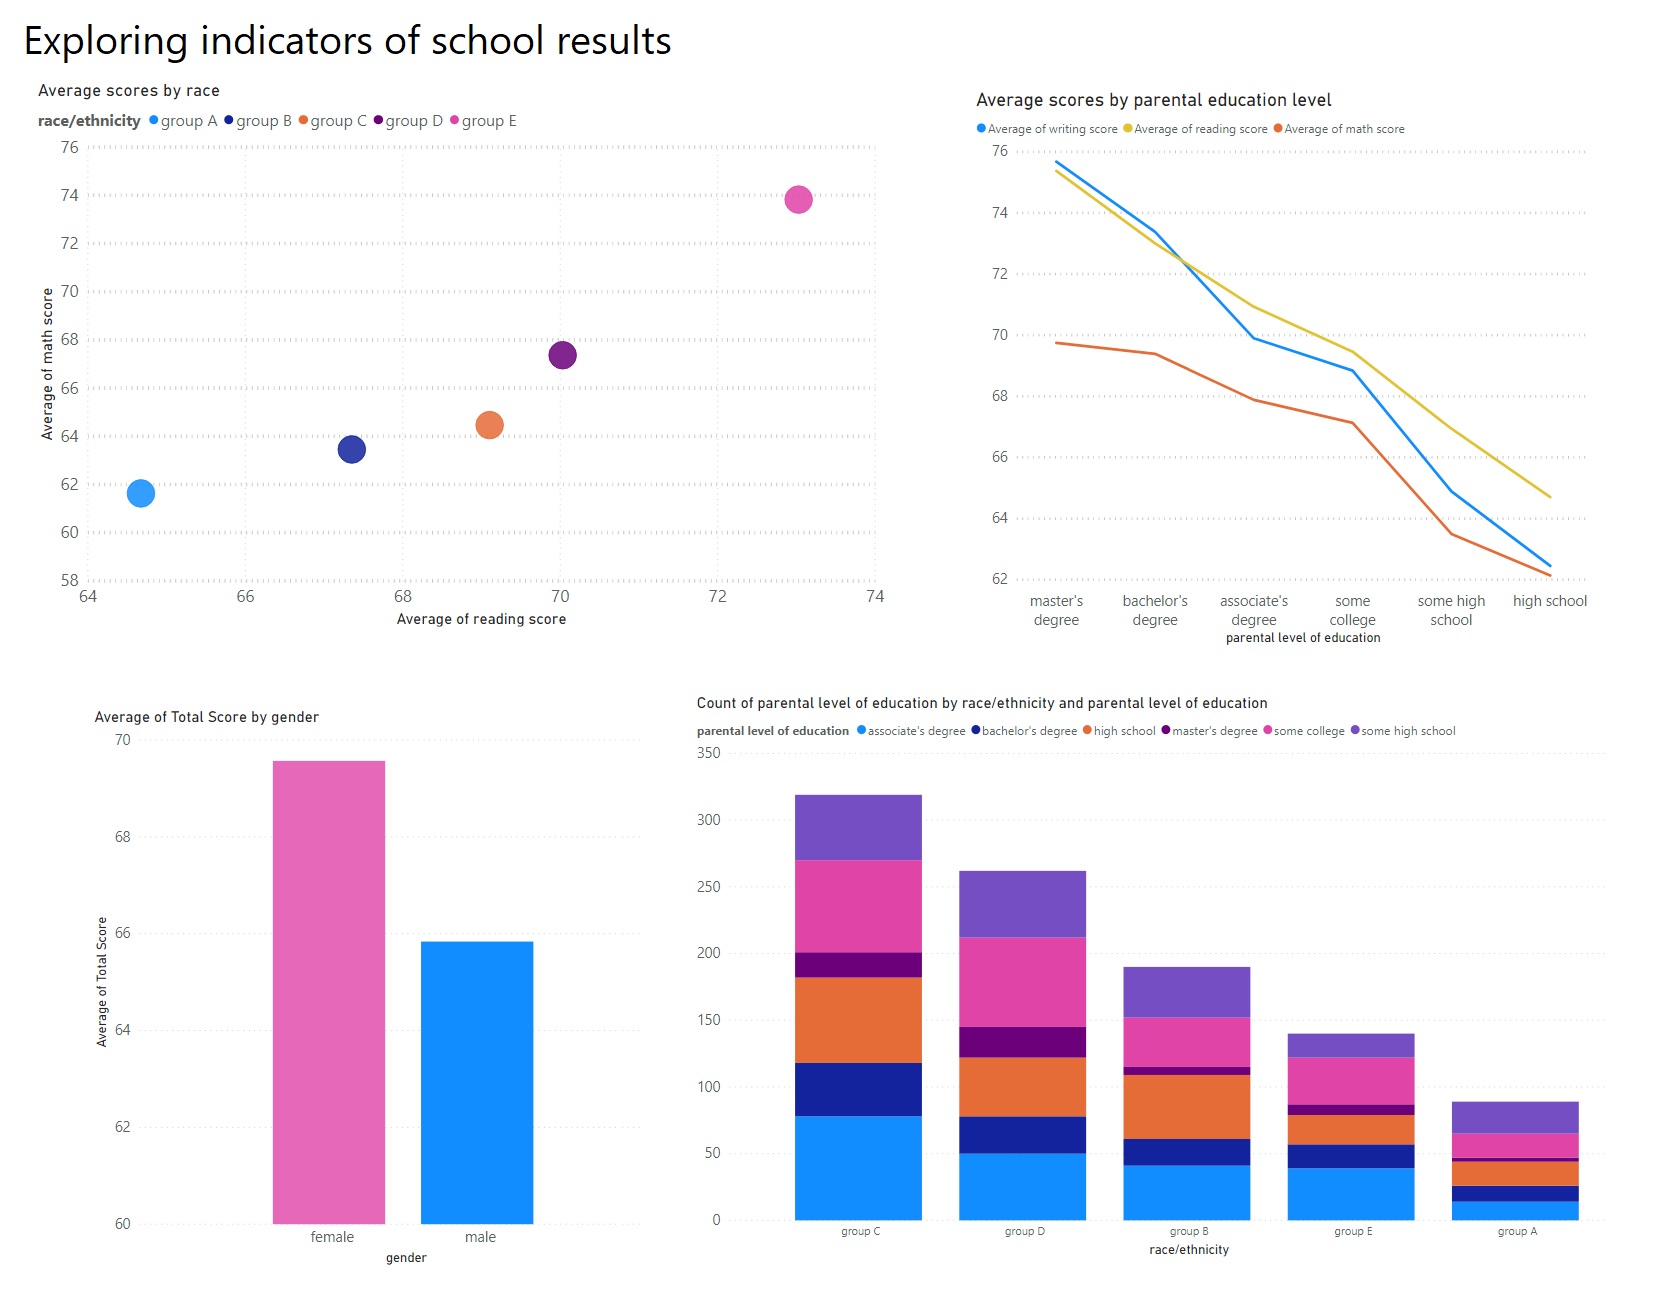 Exploring indicators of school results
Average scores by race
race/ethnicity group A group B group C group D group E
76
74
72
70
68
66
64
62
60
58
Average of math score
64 66 68 70 72 74
Average of reading score
Average scores by parental education level
Average of writing score Average of reading score Average of math score
76
74
72
70
68
66
64
62
master's bachelor's associate's some some high high school
degree degree degree college school
parental level of education
Average of Total Score by gender
70
68
66
64
62
60
Average of Total Score
female male
gender
Count of parental level of education by race/ethnicity and parental level of education
parental level of education associate's degree bachelor's degree high school master's degree some college some high school
350
300
250
200
150
100
50
0
group C group D group B group E group A
race/ethnicity